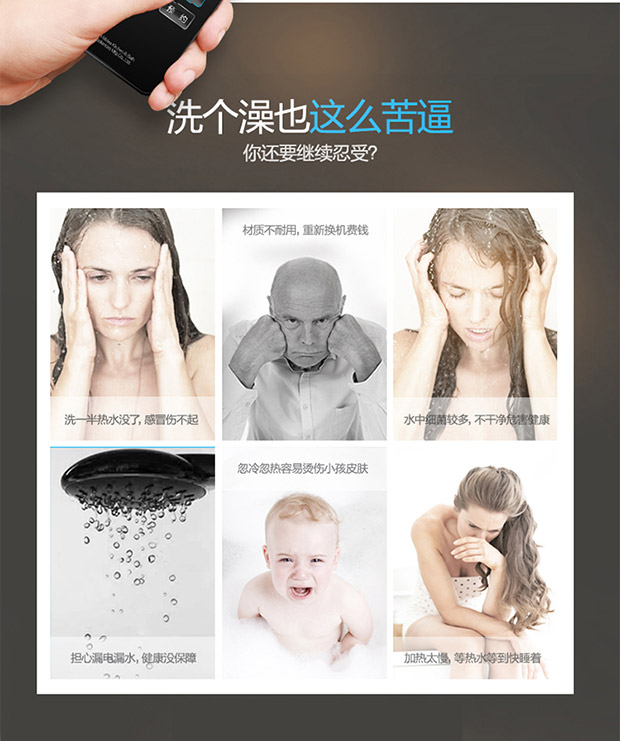 预 约
洗个澡也这么苦逼
你还要继续忍受?
材质不耐用, 重新换机费钱
洗一半热水没了, 感冒伤不起
水中细菌较多, 不干净危害健康
忽冷忽热容易烫伤小孩皮肤
担心漏电漏水, 健康没保障
加热太慢, 等热水等到快睡着